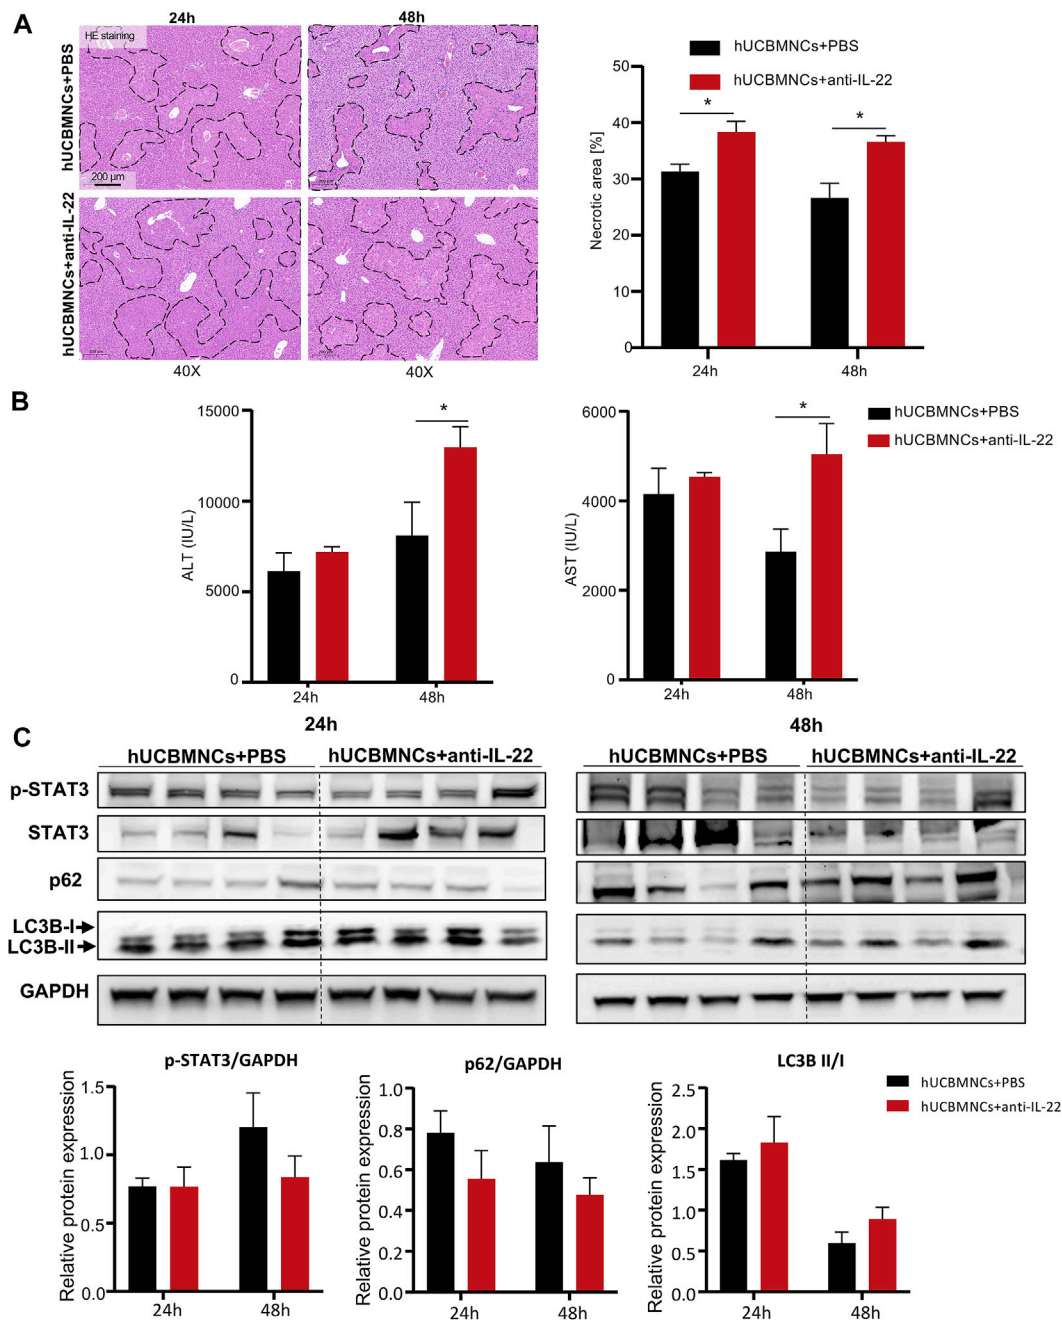 A
24h
48h
HE staining
hUCBMNCs+PBS
200 μm
hUCBMNCs+anti-IL-22
40X
40X
hUCBMNCs+PBS
hUCBMNCs+anti-IL-22
Necrotic area [%]
50
40
30
20
10
0
*
*
24h
48h
B
ALT (IU/L)
15000
10000
5000
0
*
24h
48h
AST (IU/L)
6000
4000
2000
0
*
24h
48h
hUCBMNCs+PBS
hUCBMNCs+anti-IL-22
C
24h
48h
hUCBMNCs+PBS
hUCBMNCs+anti-IL-22
hUCBMNCs+PBS
hUCBMNCs+anti-IL-22
p-STAT3
STAT3
p62
LC3B-I
LC3B-II
GAPDH
p-STAT3/GAPDH
Relative protein expression
1.5
1.0
0.5
0.0
24h
48h
p62/GAPDH
Relative protein expression
1.0
0.8
0.6
0.4
0.2
0.0
24h
48h
LC3B II/I
Relative protein expression
2.5
2.0
1.5
1.0
0.5
0.0
24h
48h
hUCBMNCs+PBS
hUCBMNCs+anti-IL-22